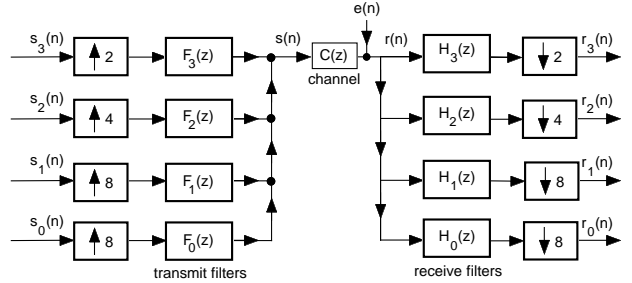 e(n)
s3(n) s(n) r(n) r3(n)
2 F3(z) C(z) H3(z) 2
channel
s2(n) r2(n)
4 F2(z) H2(z) 4
s1(n) r1(n)
8 F1(z) H1(z) 8
s0(n) r0(n)
8 F0(z) H0(z) 8
transmit filters receive filters